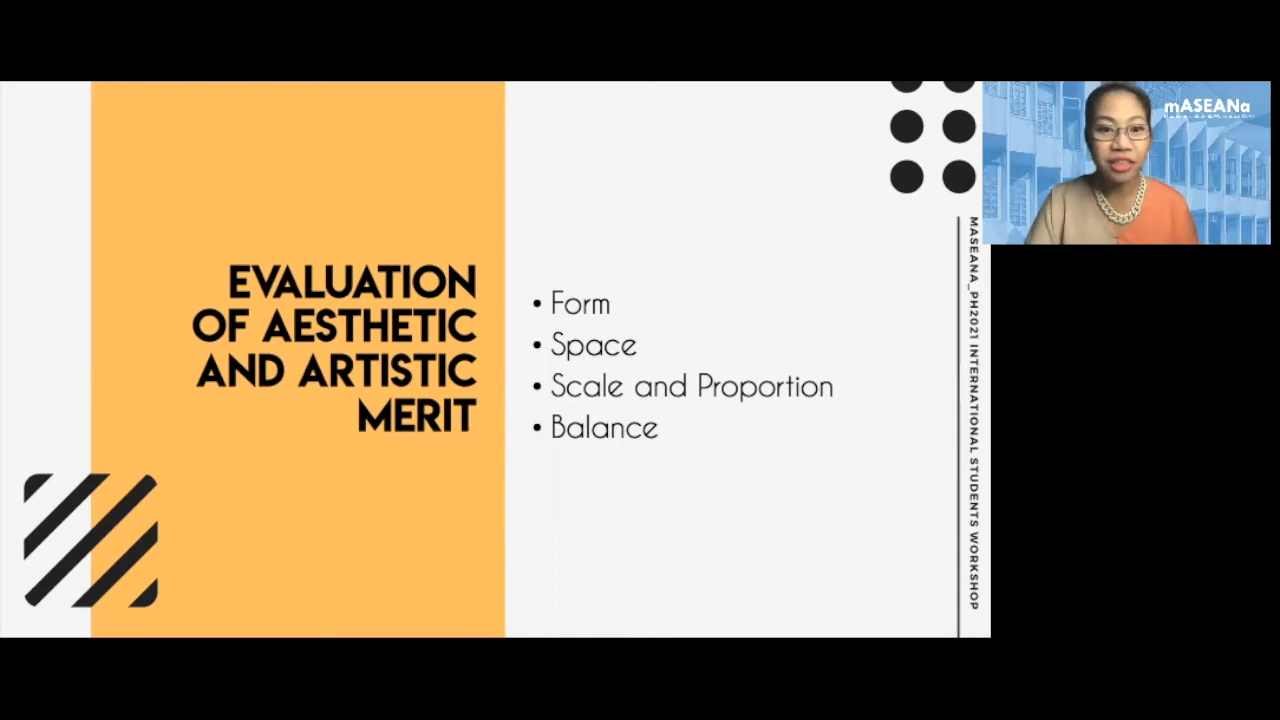 EVALUATION
OF AESTHETIC
AND ARTISTIC
MERIT
• Form
• Space
• Scale and Proportion
• Balance
MASEANA_PH2021 INTERNATIONAL STUDENTS WORKSHOP
mASEANa